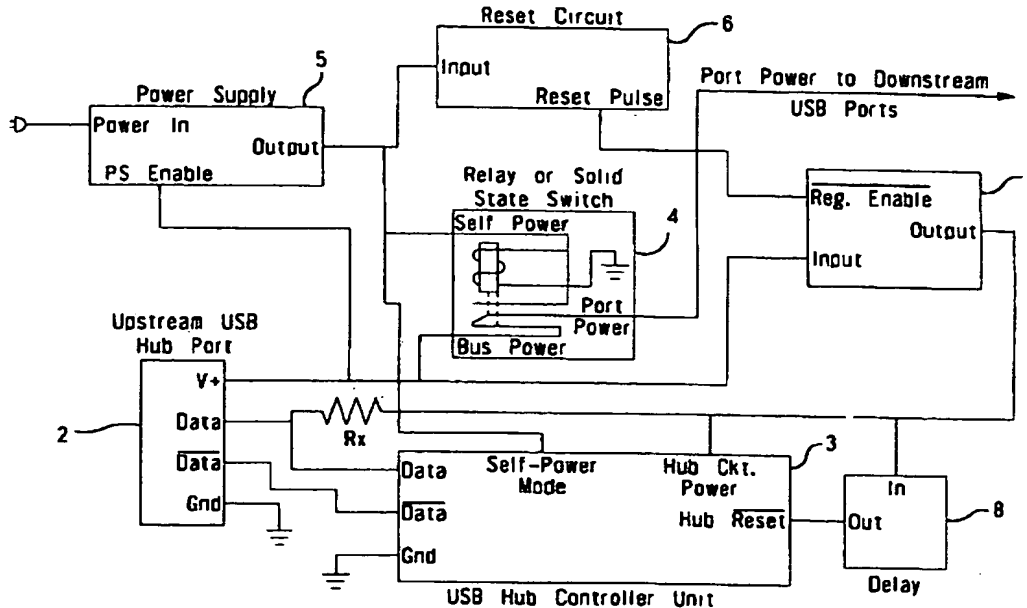 Reset Circuit
6
Input
Reset Pulse
5
Power Supply
Power In
Output
PS Enable
Port Power to Downstream
USB Ports
Relay or Solid
State Switch
4
Self Power
Port
Power
Bus Power
Reg. Enable
Output
Input
Upstream USB
Hub Port
V+
2
Data
Data
Gnd
Rx
3
Data
Self-Power
Mode
Hub Ckt.
Power
Data
Hub Reset
Gnd
USB Hub Controller Unit
In
Out
8
Delay